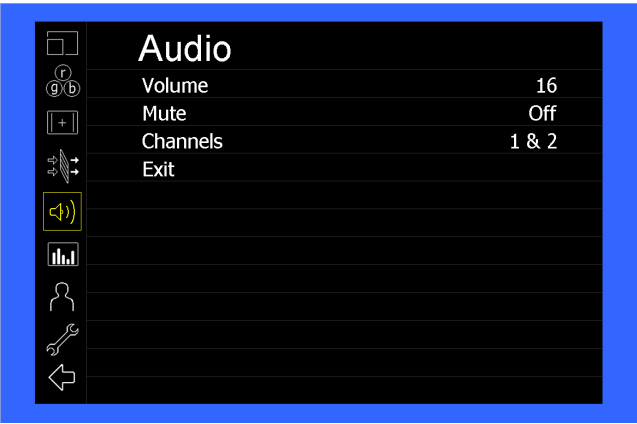 Audio
r
g b
Volume 16
Mute Off
Channels 1 & 2
Exit